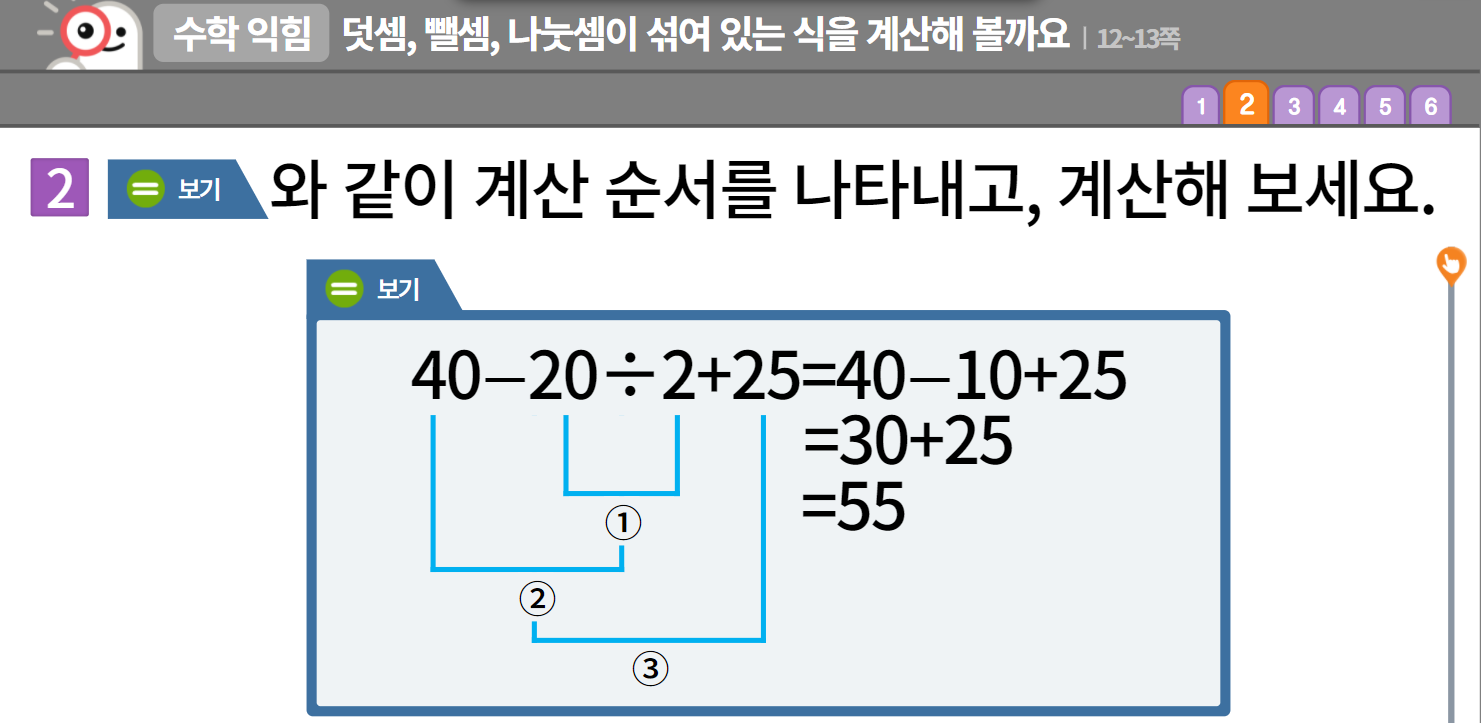 수학 익힘 덧셈, 뺄셈, 나눗셈이 섞여 있는 식을 계산해 볼까요 | 12~13쪽
1 2 3 4 5 6
2 보기 와 같이 계산 순서를 나타내고, 계산해 보세요.
보기
40−20÷2+25=40−10+25
=30+25
=55
①
②
③